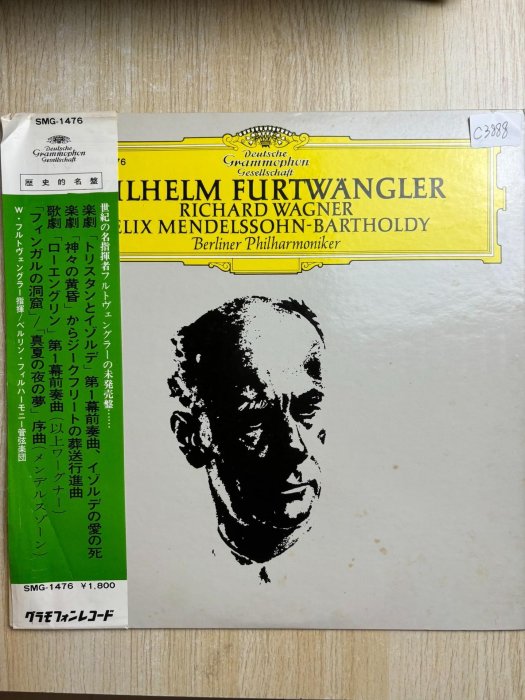 SMG-1476
Deutsche
Grammophon
Gesellschaft
歴史的名盤
世紀の名指揮者フルトヴェングラーの未発売盤……
楽劇「トリスタンとイゾルデ」第1幕前奏曲、イゾルデの愛の死
楽劇「神々の黄昏」からジークフリートの葬送行進曲
歌劇「ローエングリン」第1幕前奏曲(以上ワーグナー)
「フィンガルの洞窟」/「真夏の夜の夢」序曲(メンデルスゾーン)
W・フルトヴェングラー指揮/ベルリン・フィルハーモニー管弦楽団
SMG-1476 ¥1,800
グラモフォンレコード
C3888
76
Deutsche
Grammophon
Gesellschaft
ILHELM FURTWÄNGLER
RICHARD WAGNER
ELIX MENDELSSOHN-BARTHOLDY
Berliner Philharmoniker